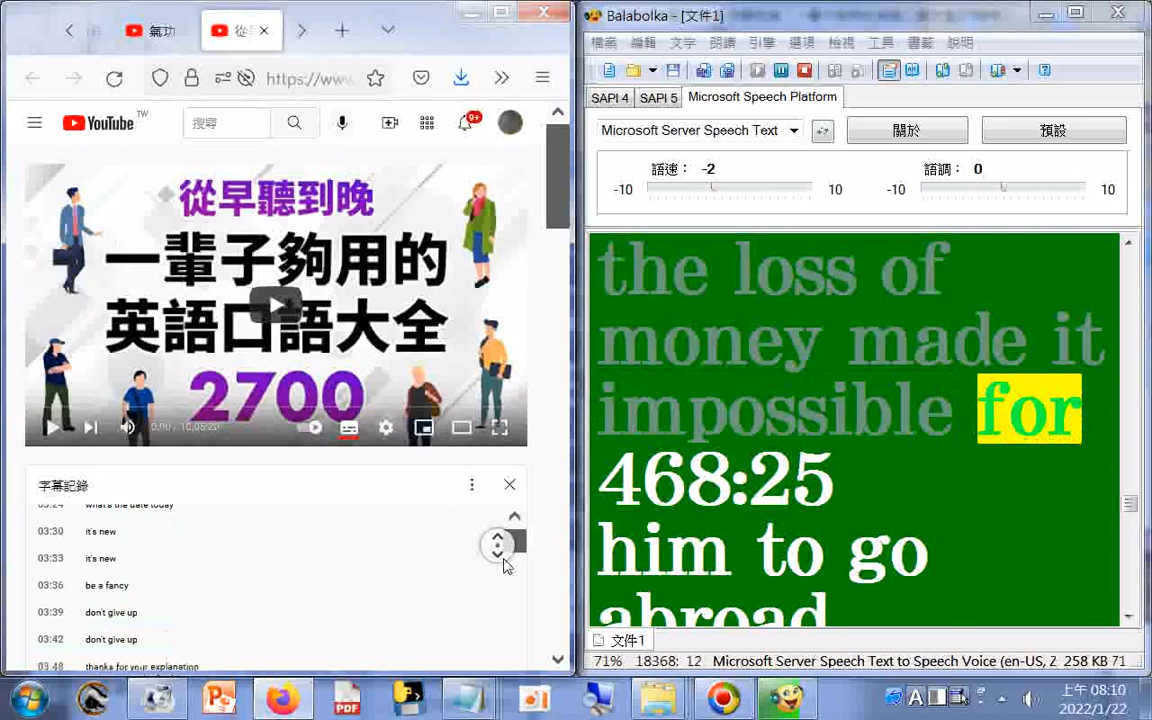 氣功
從
https://www
YouTube TW
搜尋
9+
從早聽到晚
一輩子夠用的
英語口語大全
2700
0:00 / 10:05:20
字幕記錄
03:24 what's the date today
03:30 it's new
03:33 it's new
03:36 be a fancy
03:39 don't give up
03:42 don't give up
03:48 thanks for your explanation
Balabolka - [文件1]
檔案 編輯 文字 朗讀 引擎 選項 檢視 工具 書籤 說明
SAPI 4 SAPI 5 Microsoft Speech Platform
Microsoft Server Speech Text
關於
預設
語速： -2
語調： 0
-10 10 -10 10
the loss of
money made it
impossible for
468:25
him to go
abroad
文件1
71% 18368: 12 Microsoft Server Speech Text to Speech Voice (en-US, Z 258 KB 71
PDF
A
上午 08:10
2022/1/22